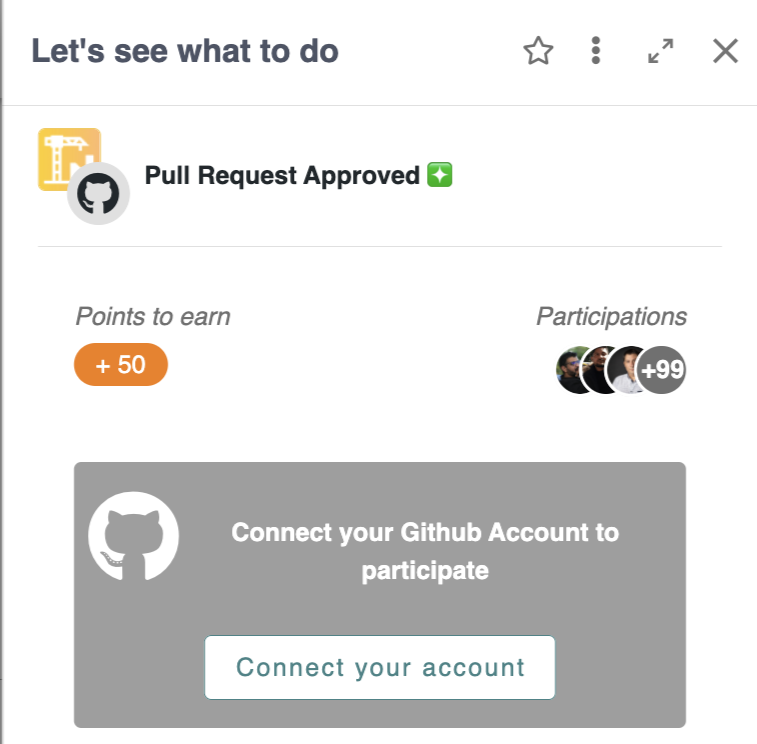 Let's see what to do
Pull Request Approved
Points to earn
Participations
+ 50
+99
Connect your Github Account to
participate
Connect your account